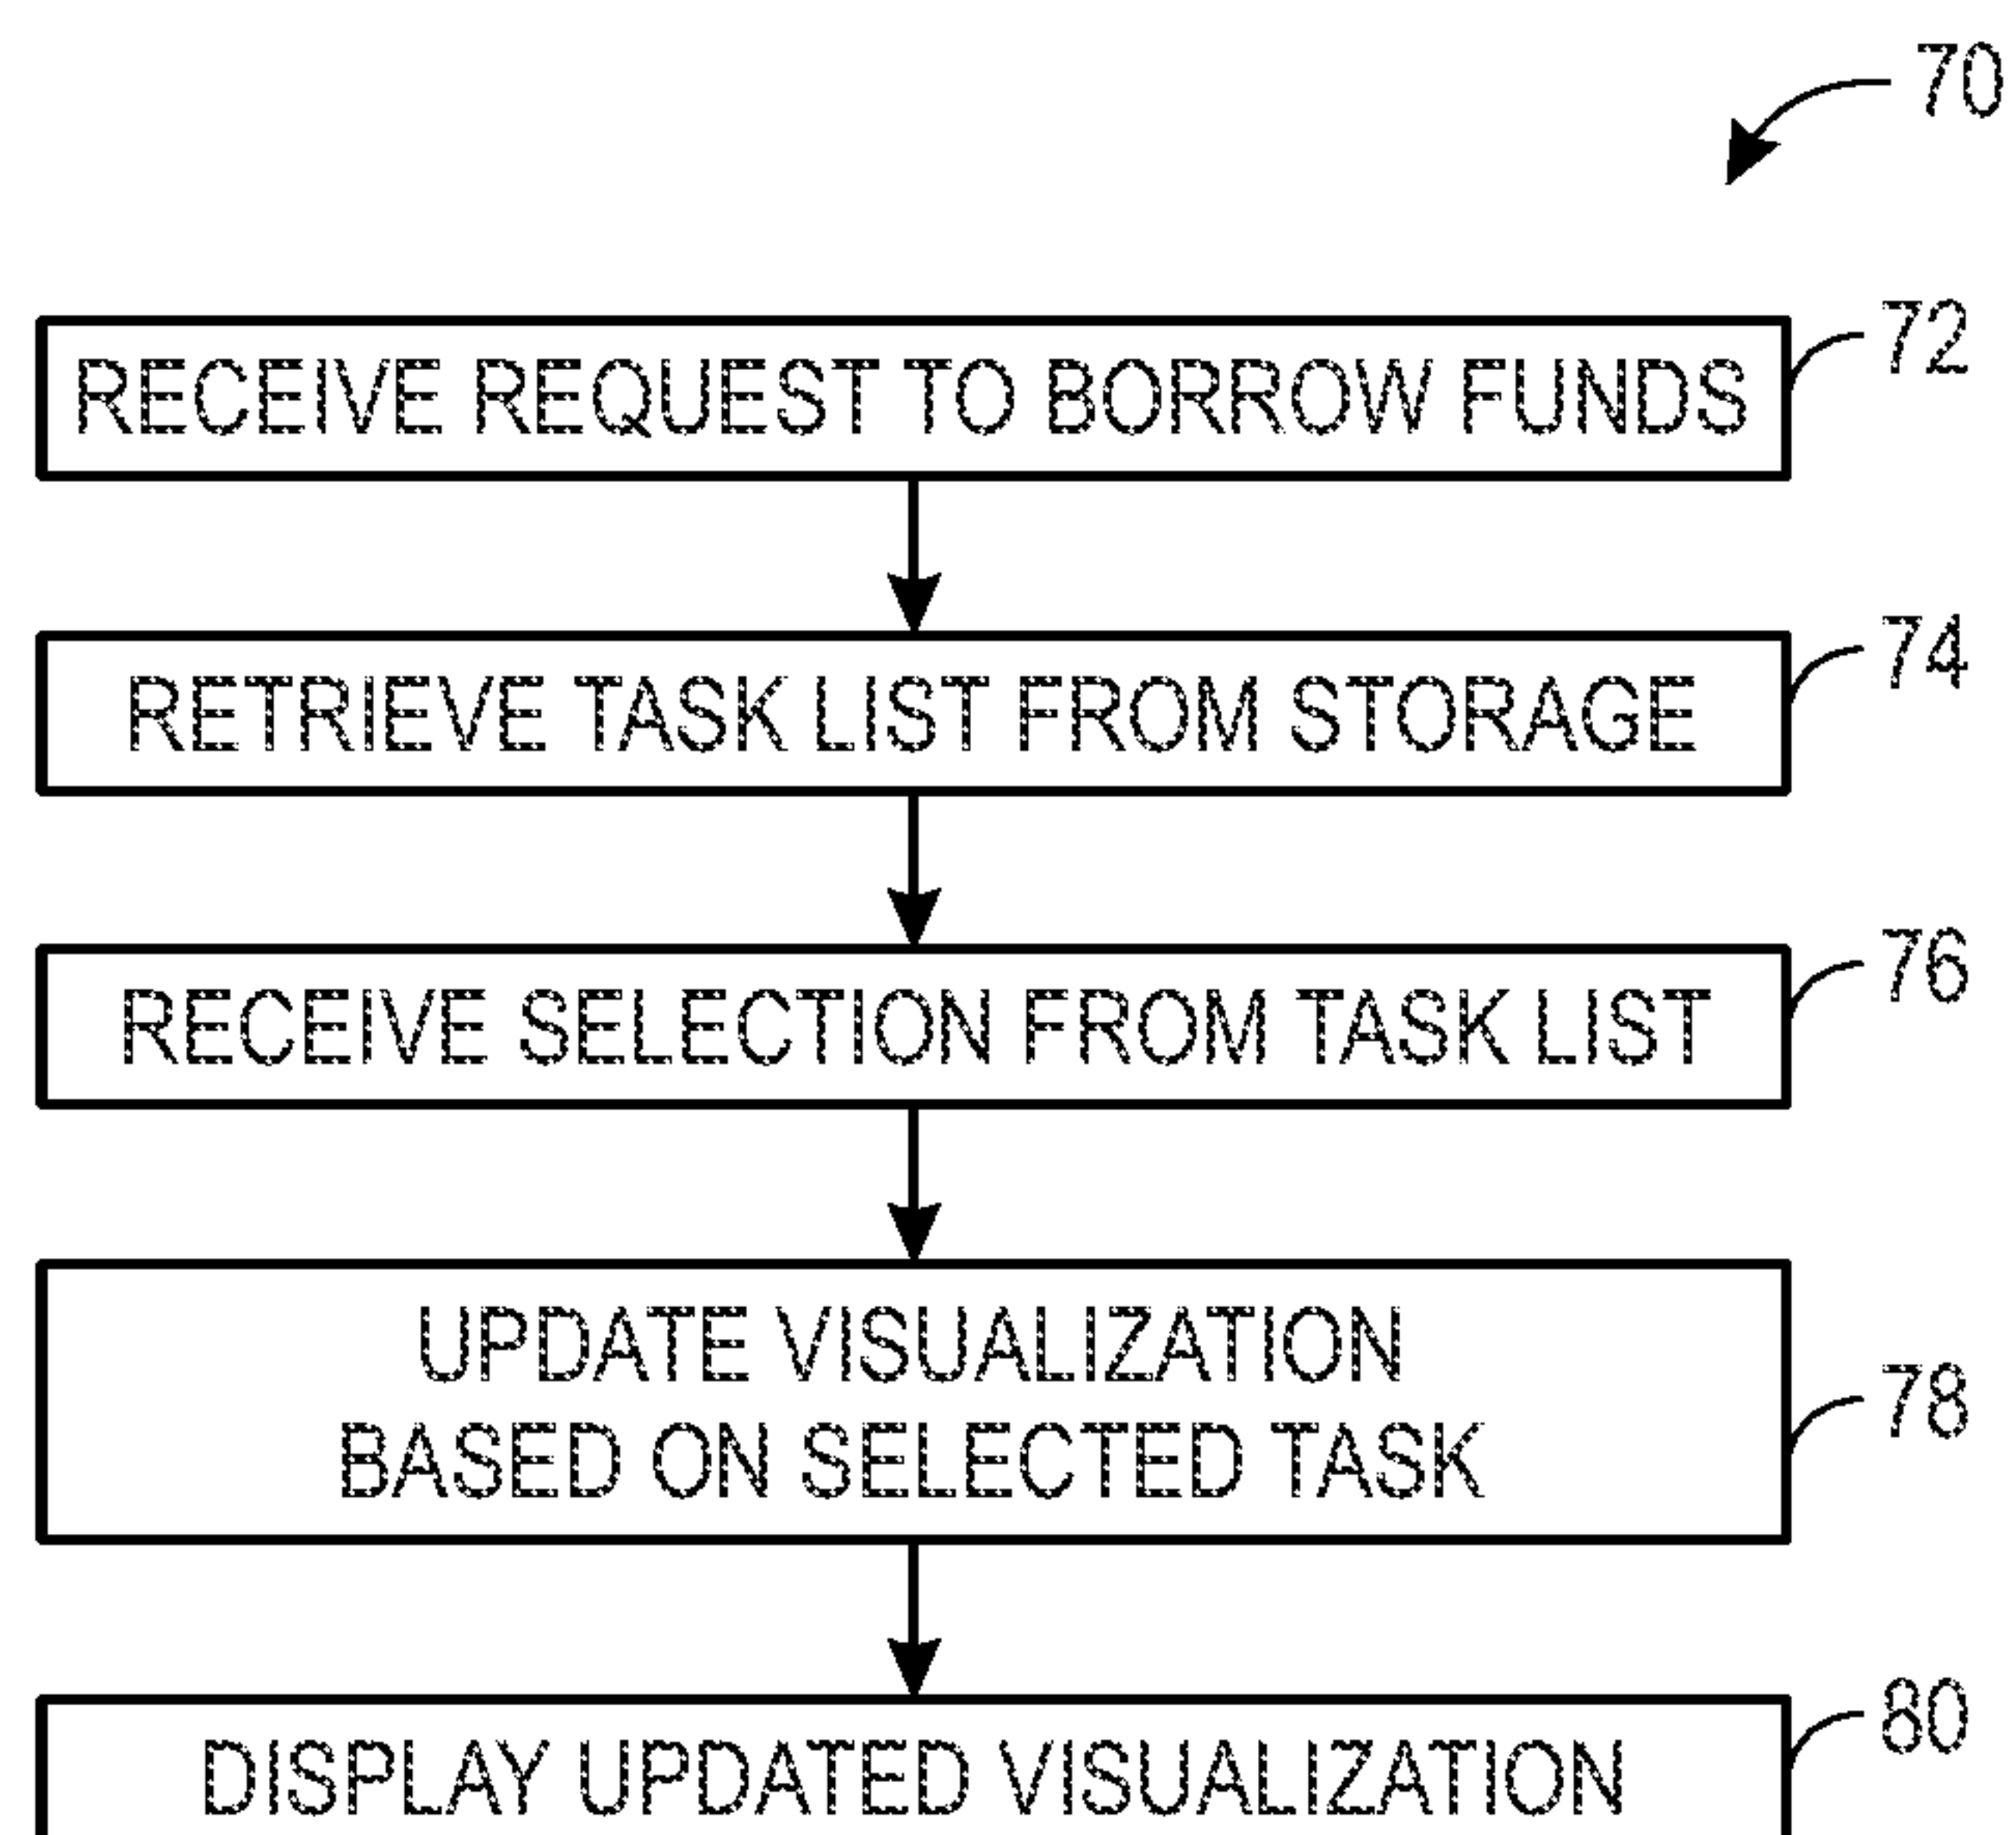 70
RECEIVE REQUEST TO BORROW FUNDS
72
RETRIEVE TASK LIST FROM STORAGE
74
RECEIVE SELECTION FROM TASK LIST
76
UPDATE VISUALIZATION
BASED ON SELECTED TASK
78
DISPLAY UPDATED VISUALIZATION
80